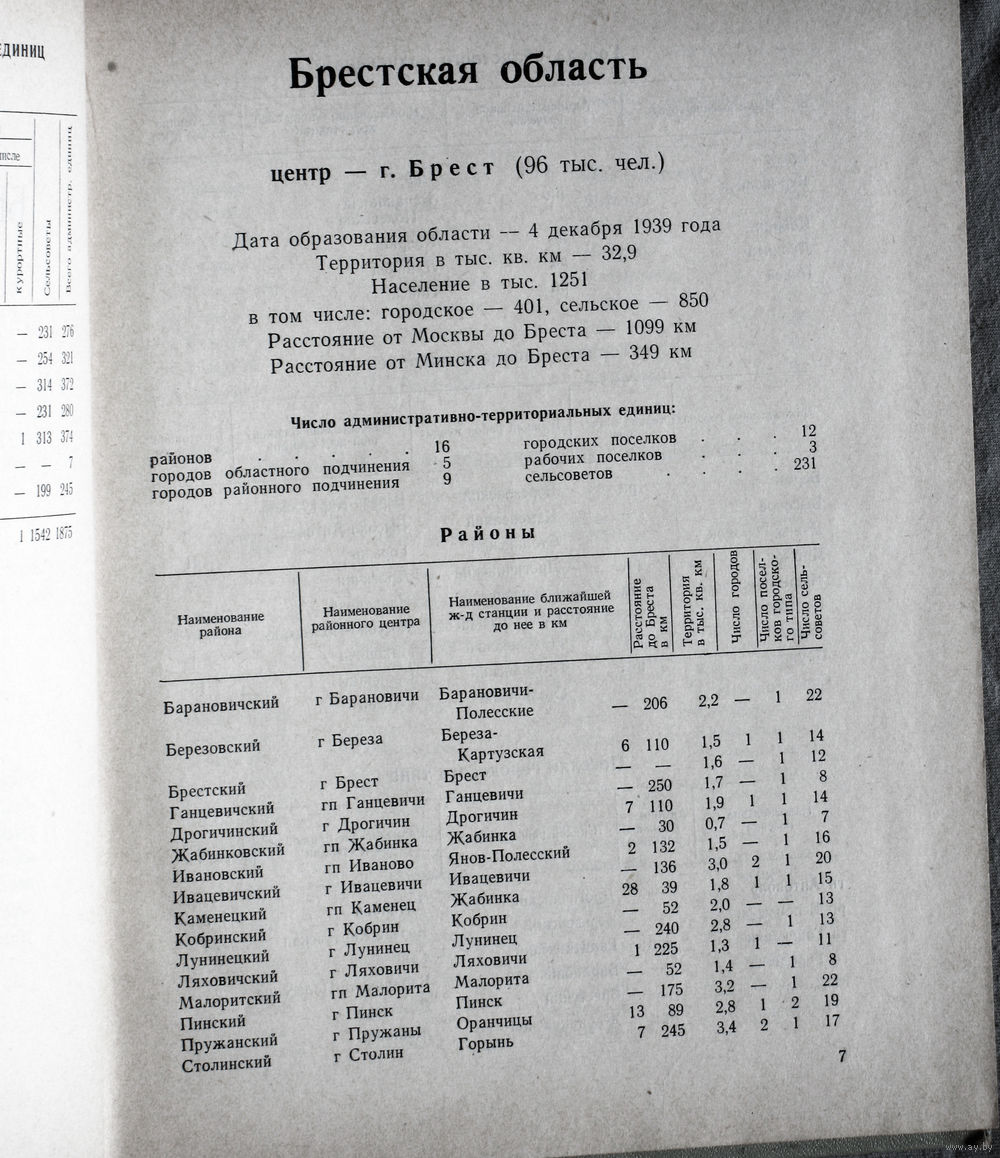 ЕДИНИЦ
числе
курортные
Сельсоветы
Всего администр. единиц
— 231 276
— 254 321
— 314 372
— 231 280
1 313 374
— — 7
— 199 245
1 1542 1875
Брестская область
центр — г. Брест (96 тыс. чел.)
Дата образования области — 4 декабря 1939 года
Территория в тыс. кв. км — 32,9
Население в тыс. 1251
в том числе: городское — 401, сельское — 850
Расстояние от Москвы до Бреста — 1099 км
Расстояние от Минска до Бреста — 349 км
Число административно-территориальных единиц:
районов . . . . . . 16
городов областного подчинения 5
городов районного подчинения 9
городских поселков . . . 12
рабочих поселков . . . 3
сельсоветов . . . . 231
Районы
Наименование
района
Наименование
районного центра
Наименование ближайшей
ж-д станции и расстояние
до нее в км
Расстояние
до Бреста
в км
Территория
в тыс. кв. км
Число городов
Число посел-
ков городско-
го типа
Число сель-
советов
Барановичский г Барановичи Барановичи-
Полесские — 206 2,2 — 1 22
Березовский г Береза Береза-
Картузская 6 110 1,5 1 1 14
Брестский г Брест Брест — — 1,6 — 1 12
Ганцевичский гп Ганцевичи Ганцевичи — 250 1,7 — 1 8
Дрогичинский г Дрогичин Дрогичин 7 110 1,9 1 1 14
Жабинковский гп Жабинка Жабинка — 30 0,7 — 1 7
Ивановский гп Иваново Янов-Полесский 2 132 1,5 — 1 16
Ивацевичский г Ивацевичи Ивацевичи — 136 3,0 2 1 20
Каменецкий гп Каменец Жабинка 28 39 1,8 1 1 15
Кобринский г Кобрин Кобрин — 52 2,0 — — 13
Лунинецкий г Лунинец Лунинец — 240 2,8 — 1 13
Ляховичский г Ляховичи Ляховичи 1 225 1,3 1 — 11
Малоритский гп Малорита Малорита — 52 1,4 — 1 8
Пинский г Пинск Пинск — 175 3,2 — 1 22
Пружанский г Пружаны Оранчицы 13 89 2,8 1 2 19
Столинский г Столин Горынь 7 245 3,4 2 1 17
7
www.ay.by